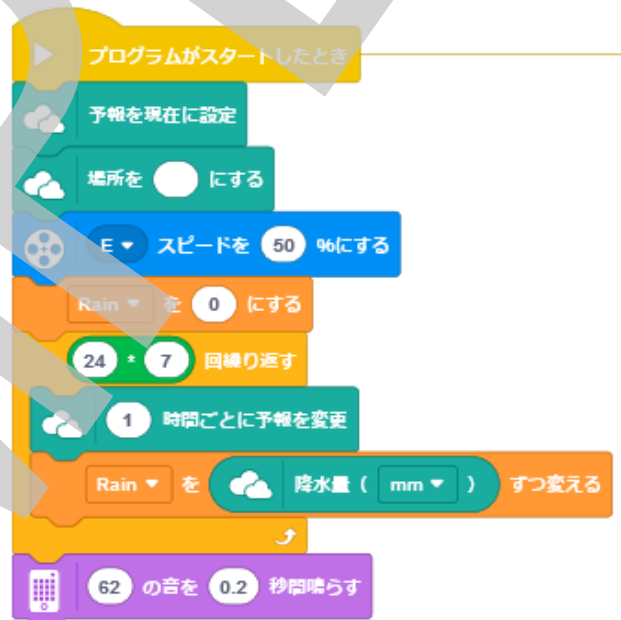 プログラムがスタートしたとき
予報を現在に設定
場所を にする
E スピードを 50 %にする
Rain を 0 にする
24 * 7 回繰り返す
1 時間ごとに予報を変更
Rain を 降水量 ( mm ) ずつ変える
62 の音を 0.2 秒間鳴らす